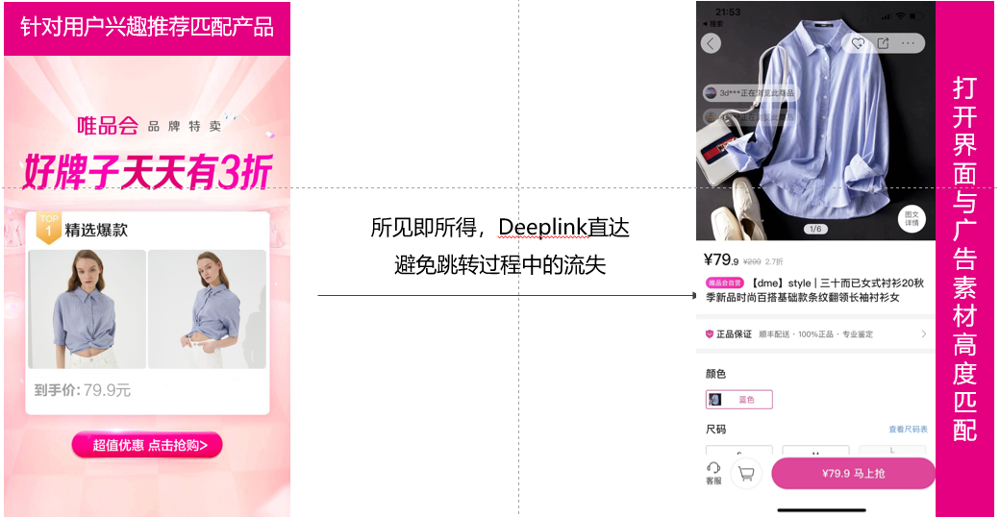 针对用户兴趣推荐匹配产品
唯品会 品牌特卖
好牌子天天有3折
TOP
1
精选爆款
到手价: 79.9元
超值优惠 点击抢购>
所见即所得，Deeplink直达
避免跳转过程中的流失
21:53
◀ 搜索
3d***正在浏览此商品
正在浏览此商品
1/6
图文
详情
¥79.9 ¥299 2.7折
唯品会自营 【dme】style | 三十而已女式衬衫20秋
季新品时尚百搭基础款条纹翻领长袖衬衫女
正品保证 顺丰配送 · 100%正品 · 专业鉴定
颜色
蓝色
尺码 查看尺码表
S M L
客服
¥79.9 马上抢
打开界面与广告素材高度匹配